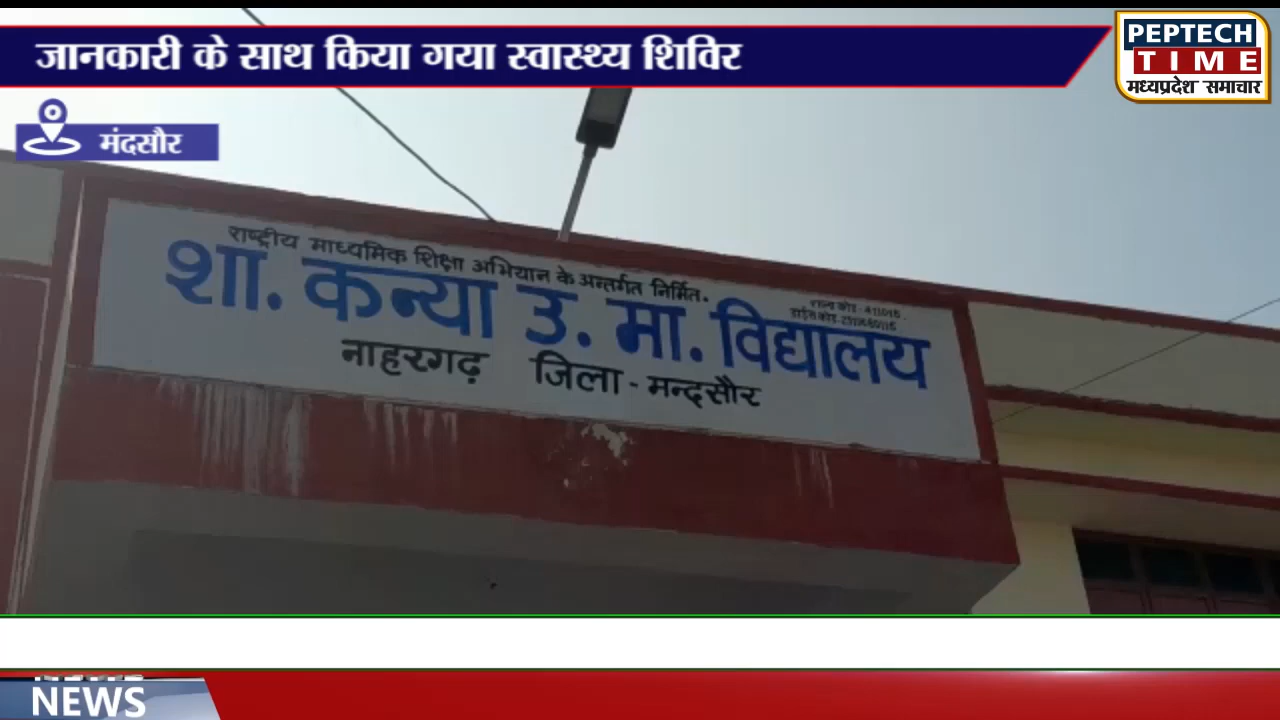 जानकारी के साथ किया गया स्वास्थ्य शिविर
PEPTECH
TIME
मध्यप्रदेश समाचार
मंदसौर
राष्ट्रीय माध्यमिक शिक्षा अभियान के अन्तर्गत निर्मित.
शा. कन्या उ. मा. विद्यालय
नाहरगढ़ जिला - मन्दसौर
NEWS